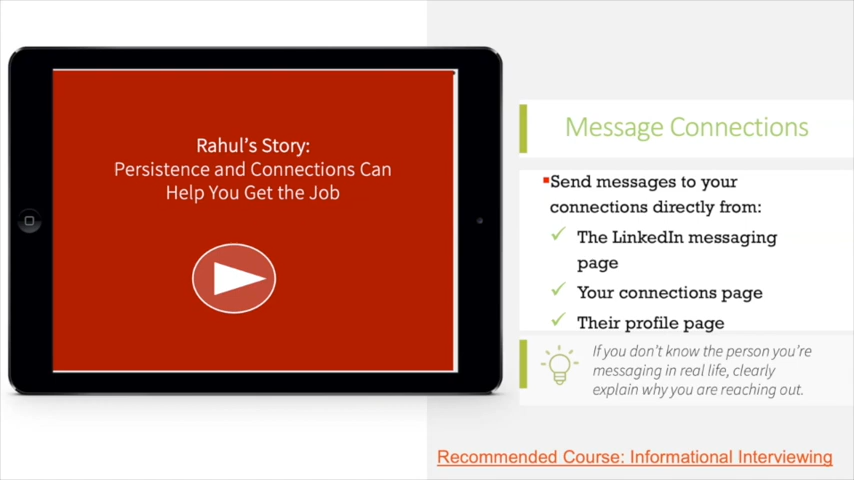 Rahul's Story:
Persistence and Connections Can
Help You Get the Job
Message Connections
Send messages to your
connections directly from:
The LinkedIn messaging
page
Your connections page
Their profile page
If you don't know the person you're
messaging in real life, clearly
explain why you are reaching out.
Recommended Course: Informational Interviewing